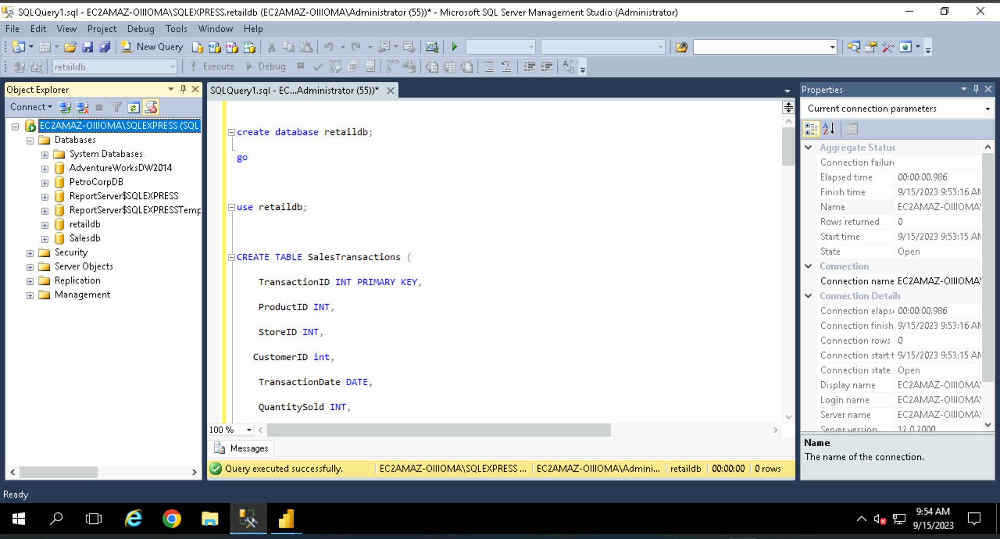 SQLQuery1.sql - EC2AMAZ-OIIIOMA\SQLEXPRESS.retaildb (EC2AMAZ-OIIIOMA\Administrator (55))* - Microsoft SQL Server Management Studio (Administrator)
File Edit View Project Debug Tools Window Help
New Query
retaildb Execute Debug
Object Explorer
Connect
EC2AMAZ-OIIIOMA\SQLEXPRESS (SQL
Databases
System Databases
AdventureWorksDW2014
PetroCorpDB
ReportServer$SQLEXPRESS
ReportServer$SQLEXPRESSTemp
retaildb
Salesdb
Security
Server Objects
Replication
Management
SQLQuery1.sql - EC...Administrator (55))*
create database retaildb;
go
use retaildb;
CREATE TABLE SalesTransactions (
TransactionID INT PRIMARY KEY,
ProductID INT,
StoreID INT,
CustomerID int,
TransactionDate DATE,
QuantitySold INT,
100 %
Messages
Query executed successfully. EC2AMAZ-OIIIOMA\SQLEXPRESS ... EC2AMAZ-OIIIOMA\Admini... retaildb 00:00:00 0 rows
Properties
Current connection parameters
Aggregate Status
Connection failur
Elapsed time 00:00:00.986
Finish time 9/15/2023 9:53:16 AM
Name EC2AMAZ-OIIIOMA\
Rows returned 0
Start time 9/15/2023 9:53:15 AM
State Open
Connection
Connection name EC2AMAZ-OIIIOMA\
Connection Details
Connection elaps 00:00:00.986
Connection finish 9/15/2023 9:53:16 AM
Connection rows 0
Connection start t 9/15/2023 9:53:15 AM
Connection state Open
Display name EC2AMAZ-OIIIOMA\
Login name EC2AMAZ-OIIIOMA\
Server name EC2AMAZ-OIIIOMA\
Server version 12.0.2000
Name
The name of the connection.
Ready
9:54 AM
9/15/2023